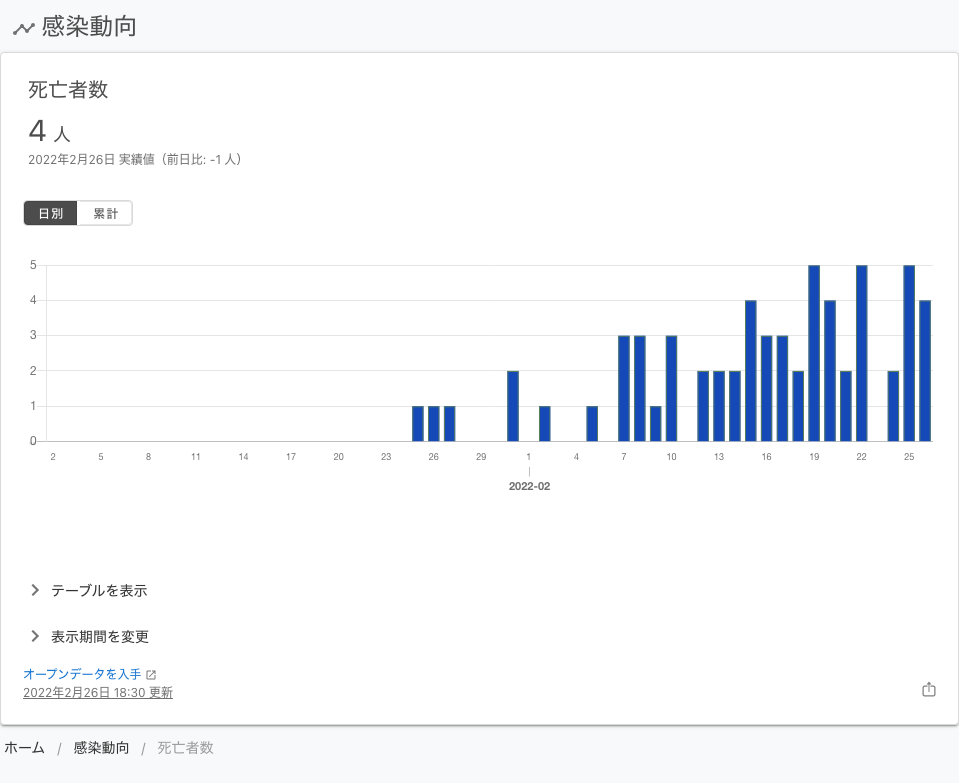 感染動向
死亡者数
4 人
2022年2月26日 実績値（前日比: -1 人）
日別 累計
5
4
3
2
1
0
2 5 8 11 14 17 20 23 26 29 1 4 7 10 13 16 19 22 25
2022-02
テーブルを表示
表示期間を変更
オープンデータを入手
2022年2月26日 18:30 更新
ホーム / 感染動向 / 死亡者数